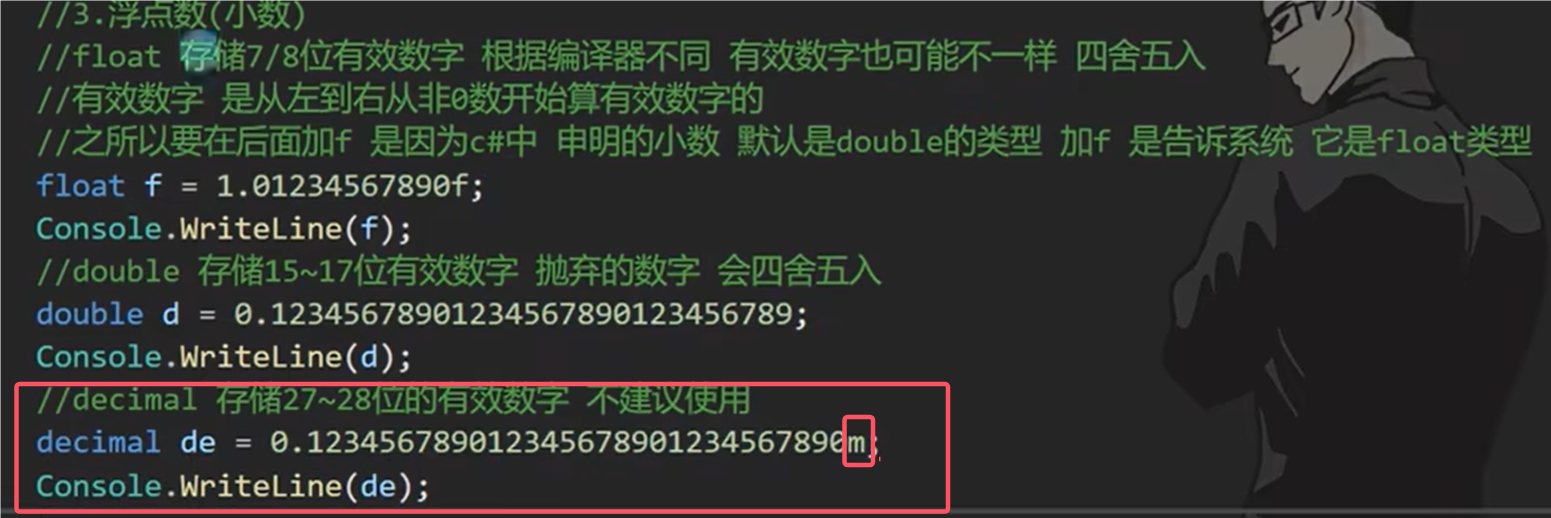 //3.浮点数(小数)
//float 存储7/8位有效数字 根据编译器不同 有效数字也可能不一样 四舍五入
//有效数字 是从左到右从非0数开始算有效数字的
//之所以要在后面加f 是因为c#中 申明的小数 默认是double的类型 加f 是告诉系统 它是float类型
float f = 1.01234567890f;
Console.WriteLine(f);
//double 存储15~17位有效数字 抛弃的数字 会四舍五入
double d = 0.12345678901234567890123456789;
Console.WriteLine(d);
//decimal 存储27~28位的有效数字 不建议使用
decimal de = 0.123456789012345678901234567890m;
Console.WriteLine(de);